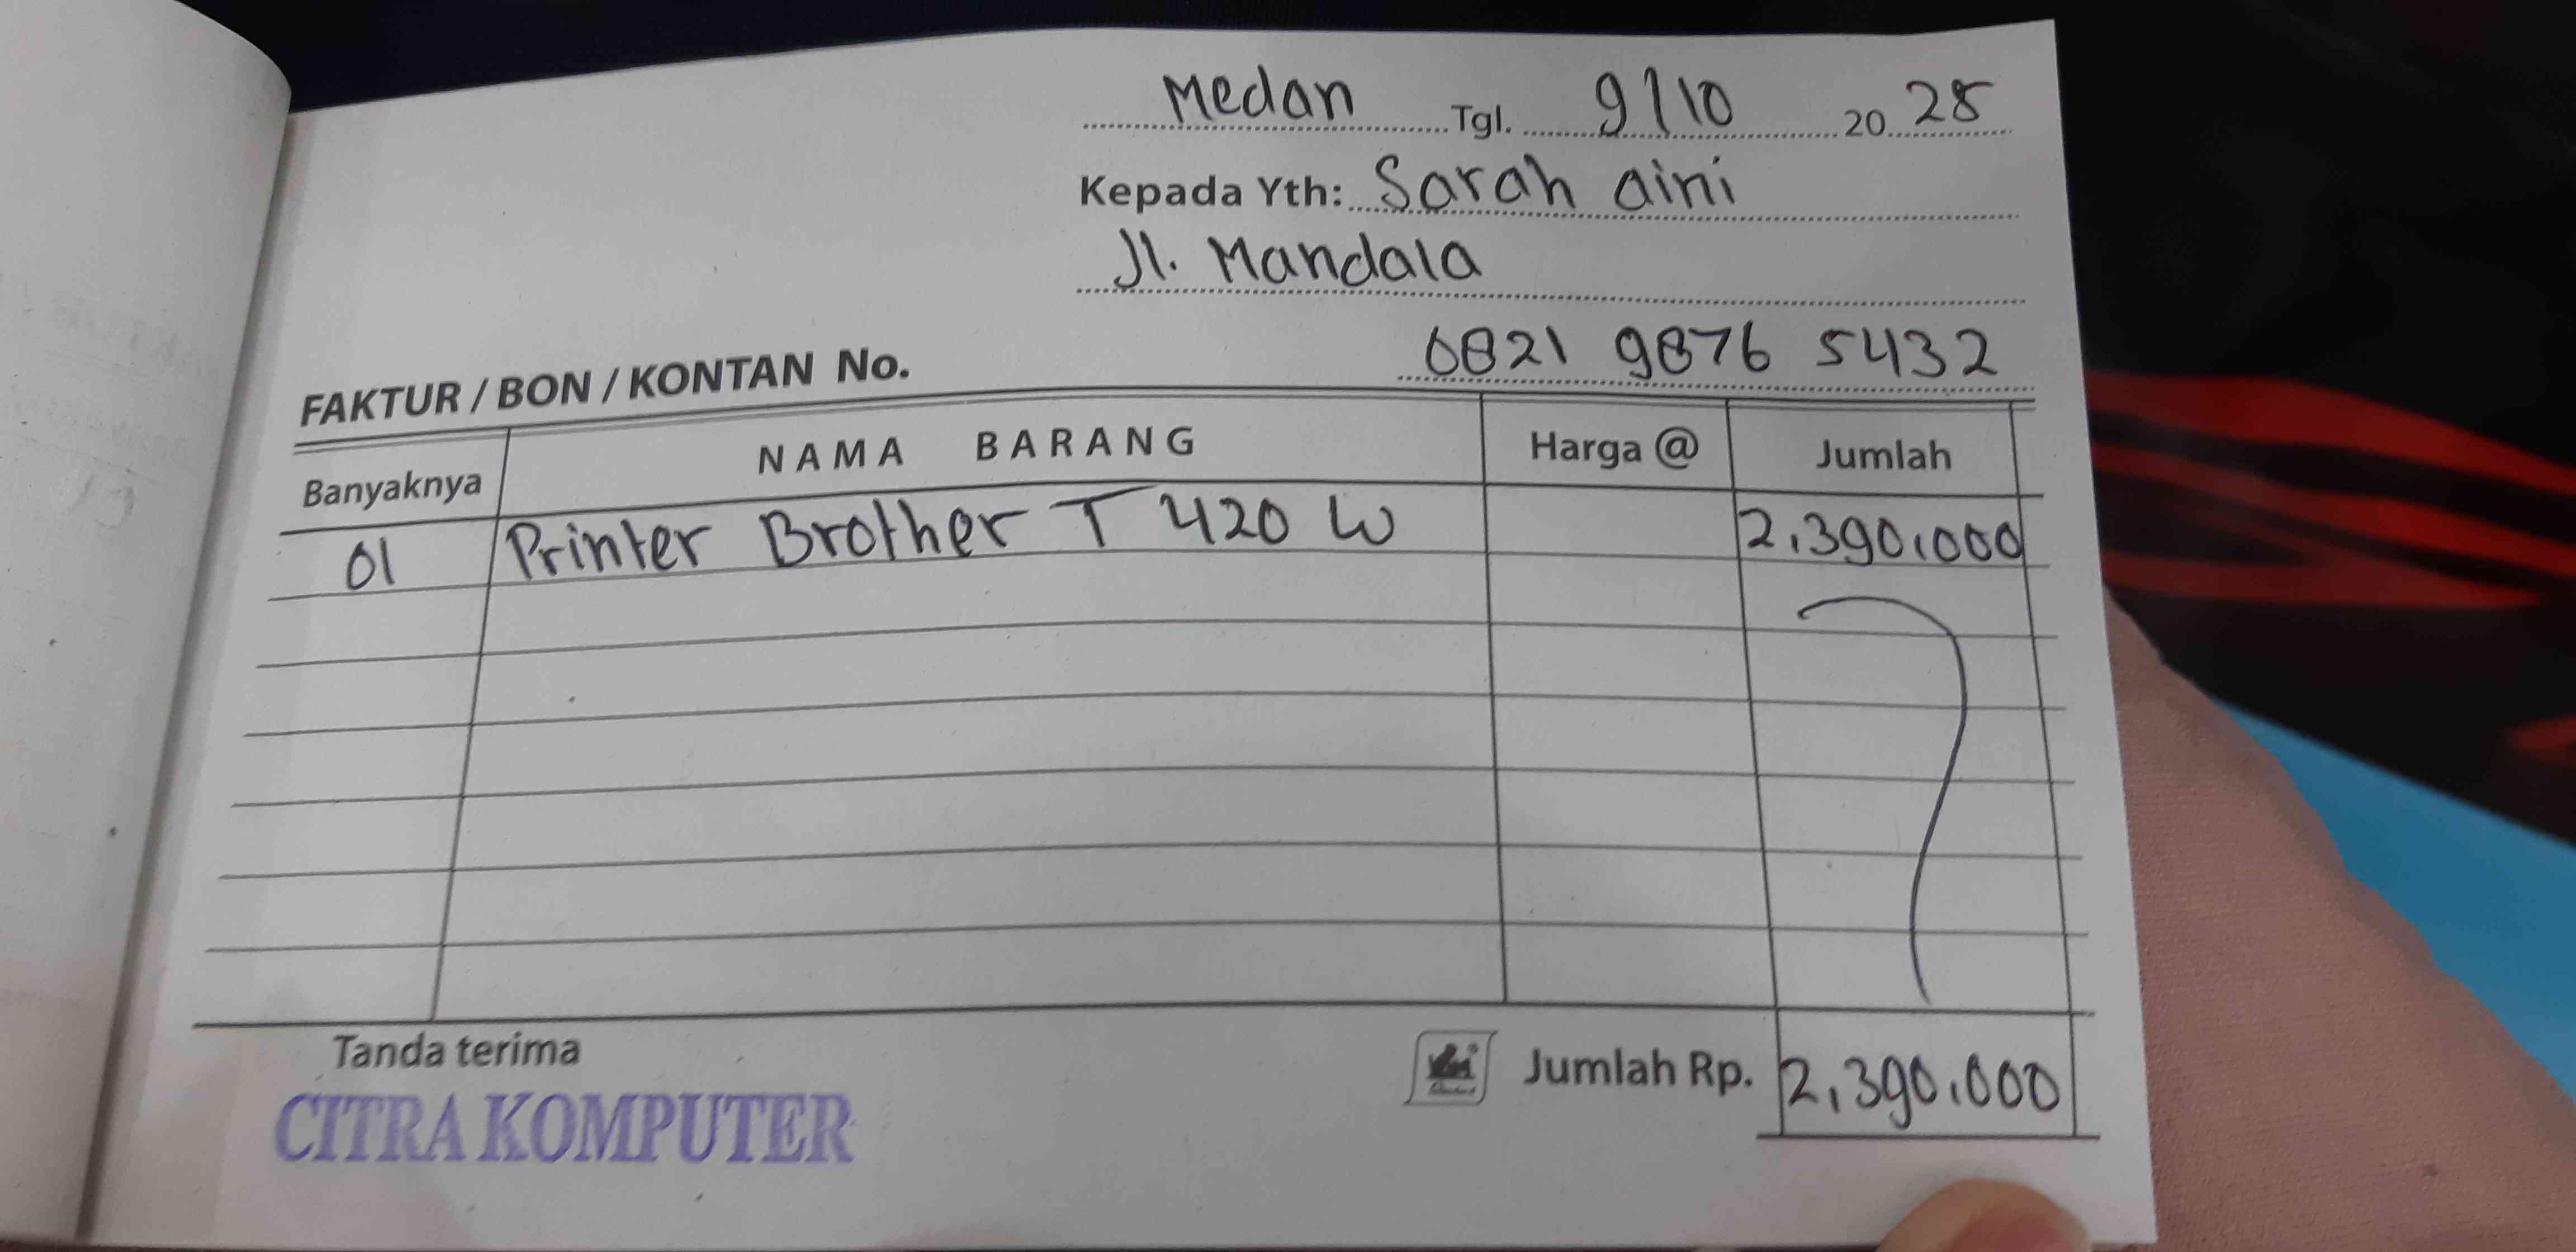 Medan Tgl. 9/10 2025
Kepada Yth: Sarah aini
Jl. Mandala
0821 9876 5432
FAKTUR / BON / KONTAN No.
Banyaknya NAMA BARANG Harga @ Jumlah
01 Printer Brother T 420 W 2.390.000
Tanda terima
Jumlah Rp. 2.390.000
CITRA KOMPUTER